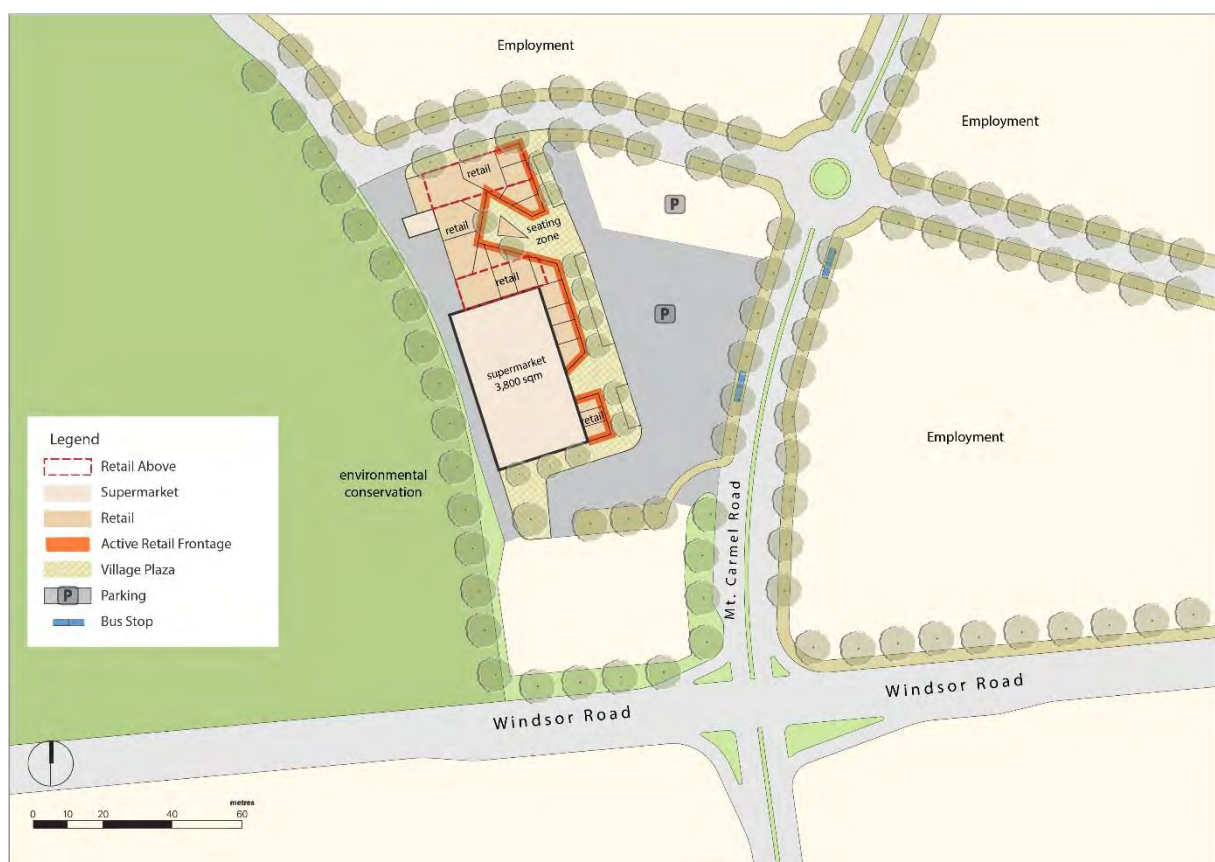 Employment
Employment
retail
P
retail
seating
zone
retail
P
supermarket
3,800 sqm
retail
Employment
environmental
conservation
Legend
Retail Above
Supermarket
Retail
Active Retail Frontage
Village Plaza
P
Parking
Bus Stop
Mt. Carmel Road
Windsor Road
Windsor Road
metres
0 10 20 40 60